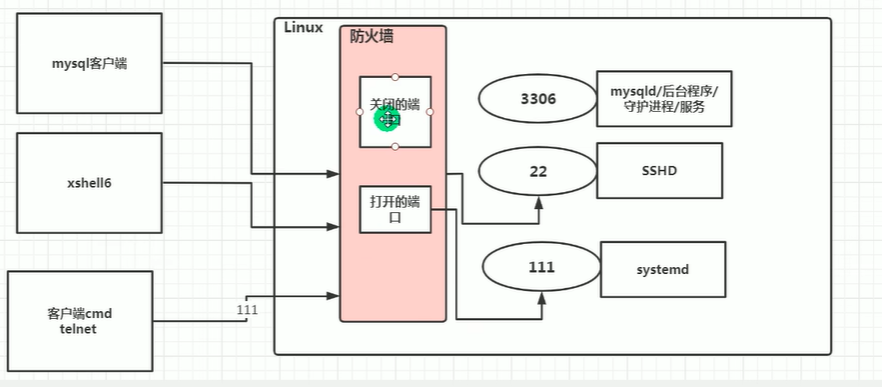 Linux
防火墙
mysql客户端
关闭的端
口
3306
mysqld/后台程序/
守护进程/服务
xshell6
打开的端
口
22
SSHD
客户端cmd
telnet
111
111
systemd